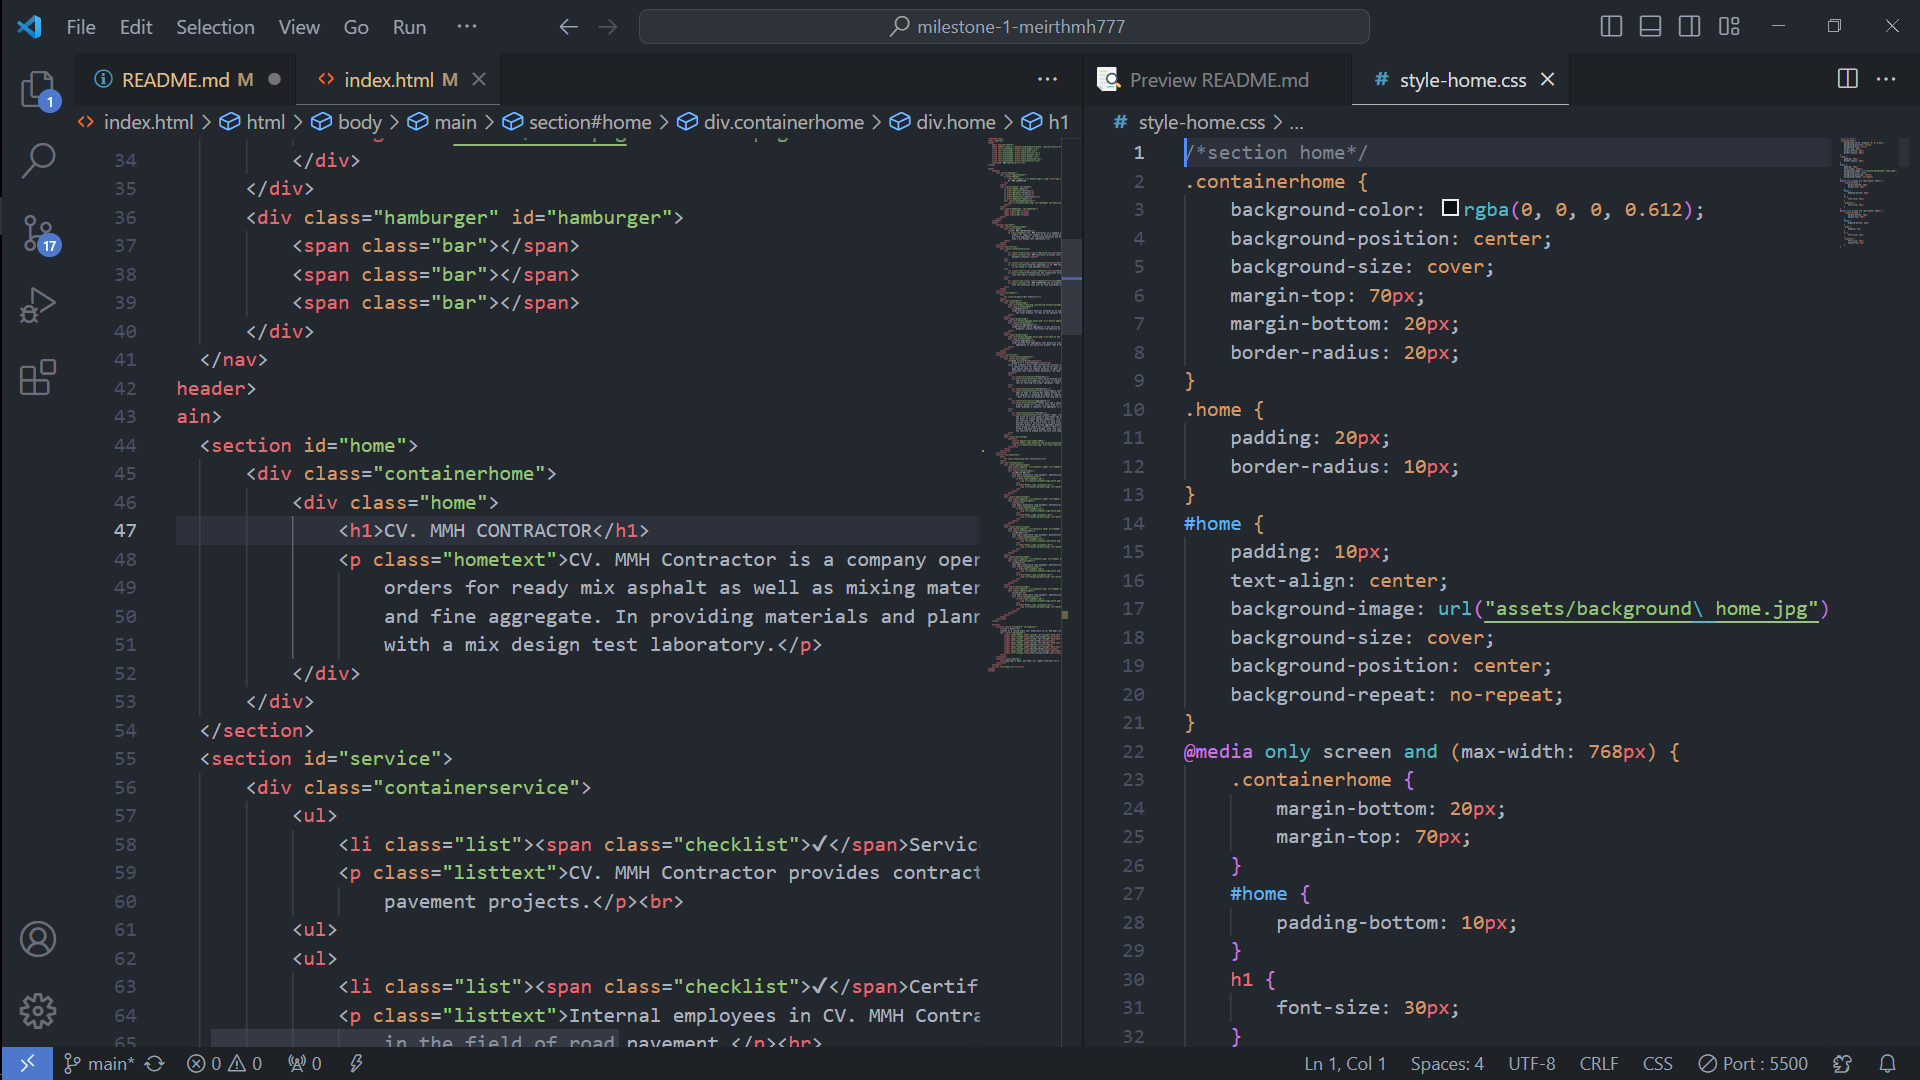 File Edit Selection View Go Run ···
milestone-1-meirthmh777
README.md M
index.html M
Preview README.md
style-home.css
index.html > html > body > main > section#home > div.containerhome > div.home > h1
style-home.css > ...
1
17
34 </div>
35 </div>
36 <div class="hamburger" id="hamburger">
37 <span class="bar"></span>
38 <span class="bar"></span>
39 <span class="bar"></span>
40 </div>
41 </nav>
42 header>
43 ain>
44 <section id="home">
45 <div class="containerhome">
46 <div class="home">
47 <h1>CV. MMH CONTRACTOR</h1>
48 <p class="hometext">CV. MMH Contractor is a company oper
49 orders for ready mix asphalt as well as mixing mater
50 and fine aggregate. In providing materials and plann
51 with a mix design test laboratory.</p>
52 </div>
53 </div>
54 </section>
55 <section id="service">
56 <div class="containerservice">
57 <ul>
58 <li class="list"><span class="checklist">✓</span>Servic
59 <p class="listtext">CV. MMH Contractor provides contract
60 pavement projects.</p><br>
61 <ul>
62 <ul>
63 <li class="list"><span class="checklist">✓</span>Certif
64 <p class="listtext">Internal employees in CV. MMH Contra
65 in the field of road pavement.</p><br>
1 /*section home*/
2 .containerhome {
3 background-color: rgba(0, 0, 0, 0.612);
4 background-position: center;
5 background-size: cover;
6 margin-top: 70px;
7 margin-bottom: 20px;
8 border-radius: 20px;
9 }
10 .home {
11 padding: 20px;
12 border-radius: 10px;
13 }
14 #home {
15 padding: 10px;
16 text-align: center;
17 background-image: url("assets/background\ home.jpg")
18 background-size: cover;
19 background-position: center;
20 background-repeat: no-repeat;
21 }
22 @media only screen and (max-width: 768px) {
23 .containerhome {
24 margin-bottom: 20px;
25 margin-top: 70px;
26 }
27 #home {
28 padding-bottom: 10px;
29 }
30 h1 {
31 font-size: 30px;
32 }
main* 0 0 0
Ln 1, Col 1 Spaces: 4 UTF-8 CRLF CSS Port : 5500